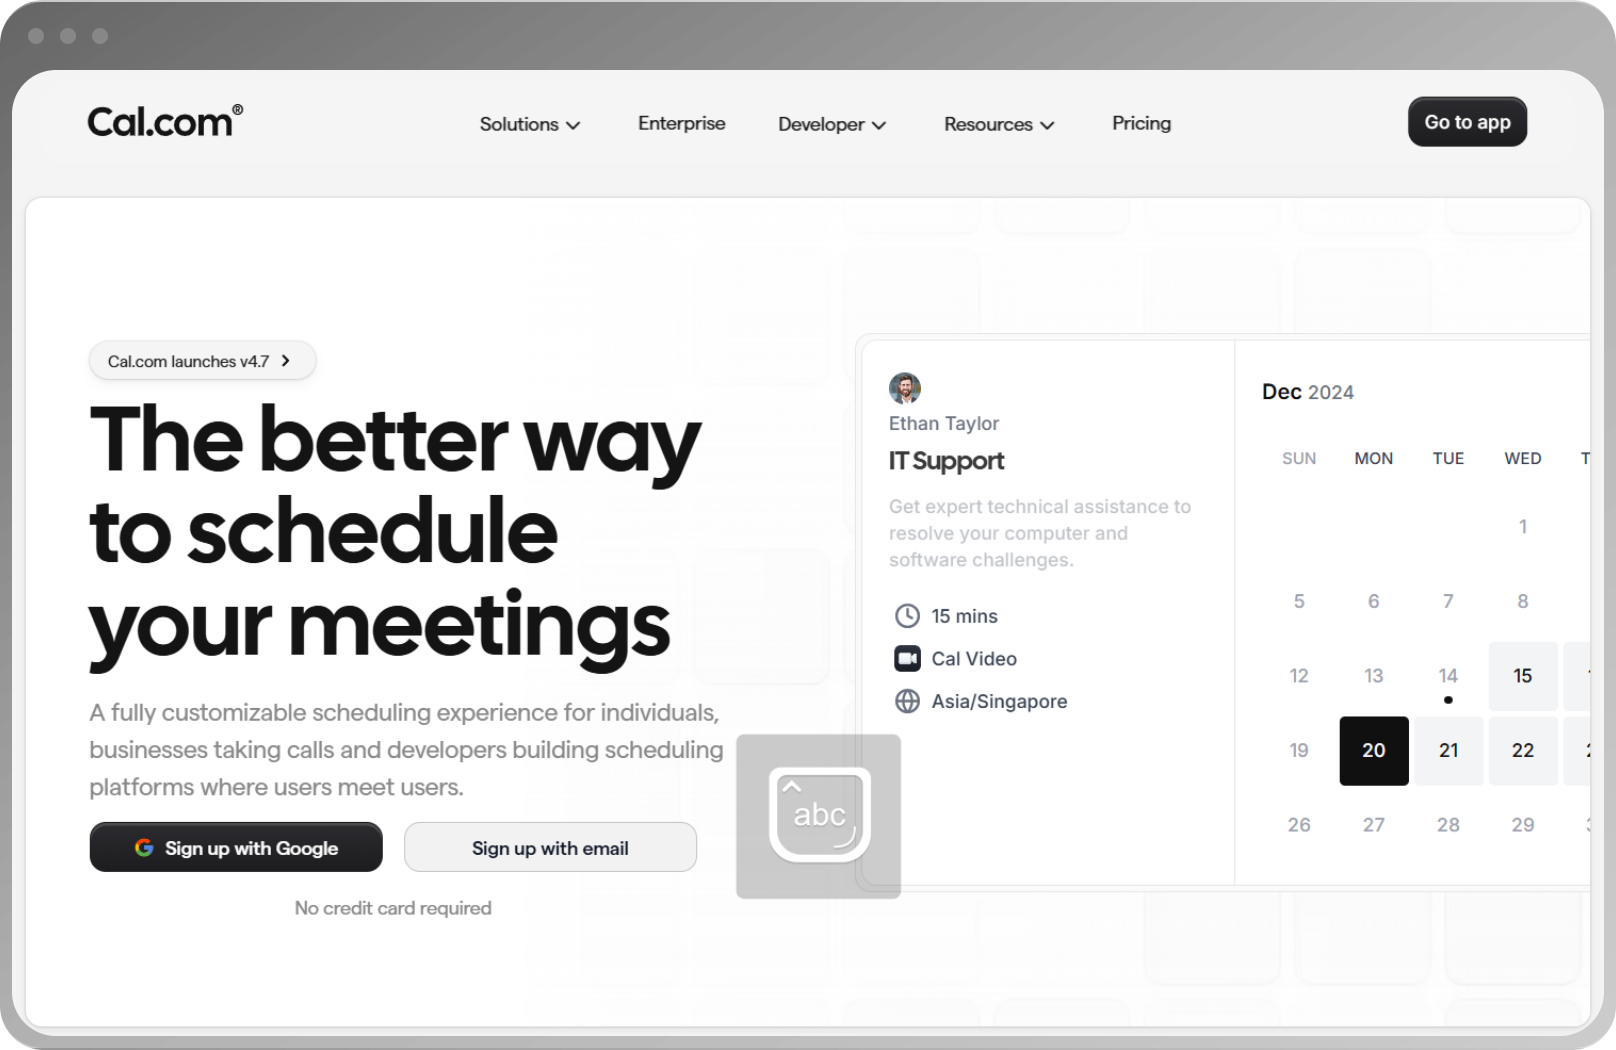 Cal.com®
Solutions
Enterprise
Developer
Resources
Pricing
Go to app
Cal.com launches v4.7
The better way
to schedule
your meetings
A fully customizable scheduling experience for individuals,
businesses taking calls and developers building scheduling
platforms where users meet users.
Sign up with Google
Sign up with email
No credit card required
abc
Ethan Taylor
IT Support
Get expert technical assistance to
resolve your computer and
software challenges.
15 mins
Cal Video
Asia/Singapore
Dec 2024
SUN MON TUE WED
1
5 6 7 8
12 13 14 15
19 20 21 22
26 27 28 29